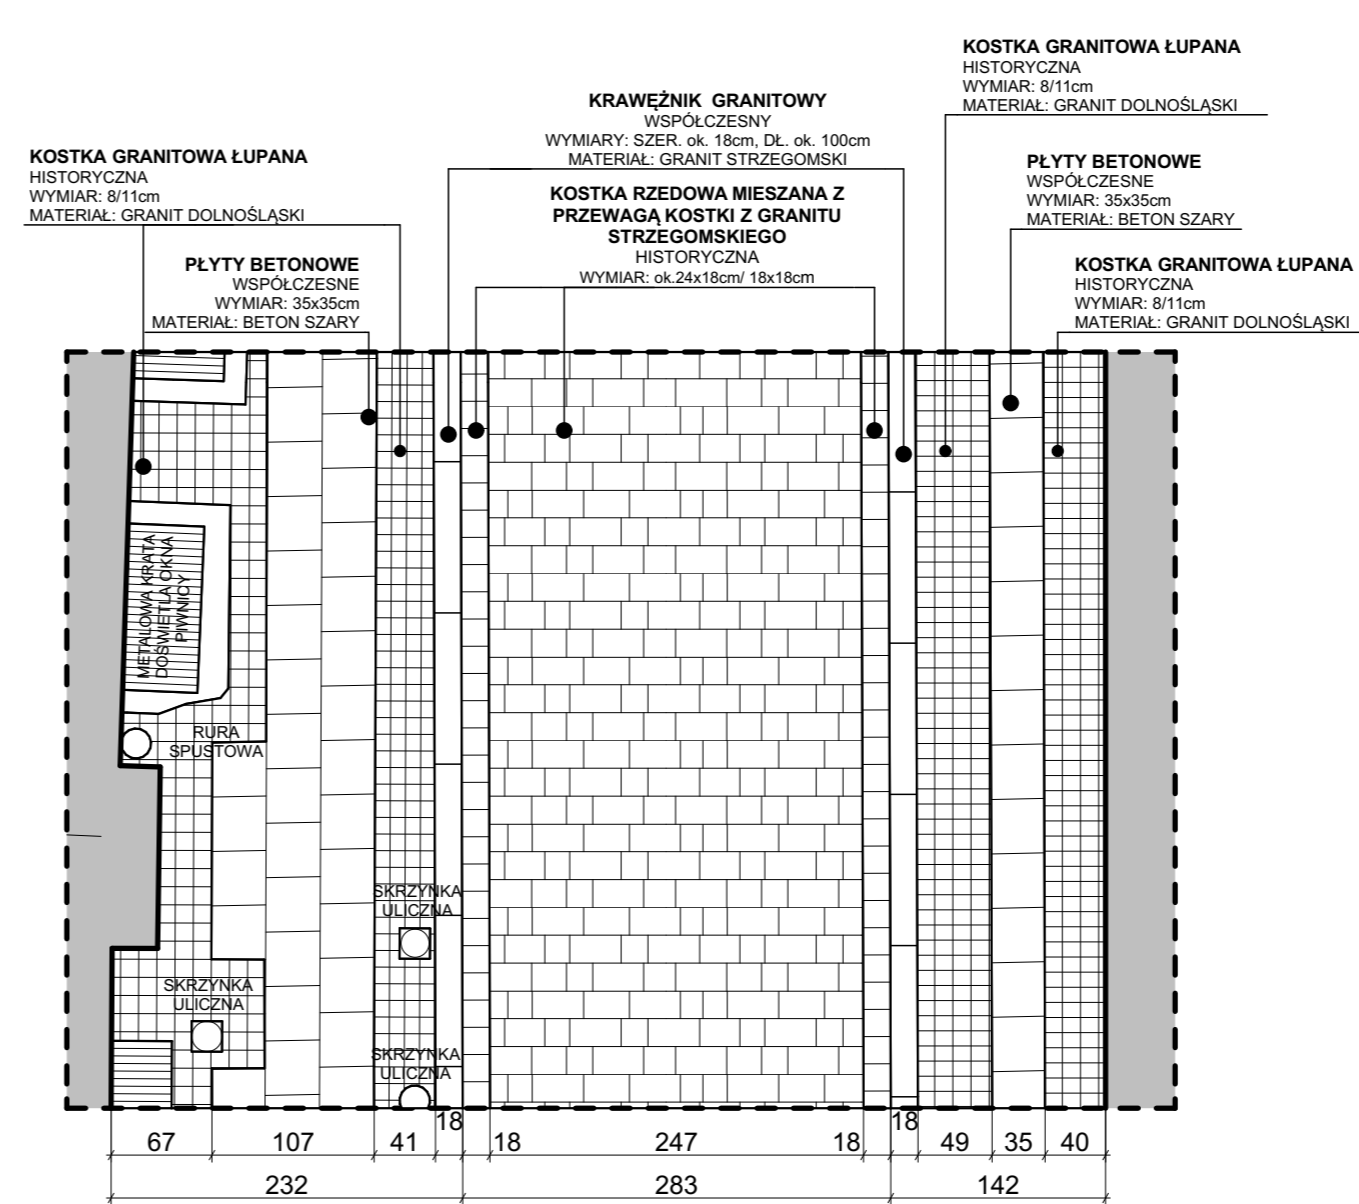 KOSTKA GRANITOWA ŁUPANA
HISTORYCZNA
WYMIAR: 8/11cm
MATERIAŁ: GRANIT DOLNOŚLĄSKI
KRAWĘŻNIK GRANITOWY
WSPÓŁCZESNY
WYMIARY: SZER. ok. 18cm, DŁ. ok. 100cm
MATERIAŁ: GRANIT STRZEGOMSKI
KOSTKA GRANITOWA ŁUPANA
HISTORYCZNA
WYMIAR: 8/11cm
MATERIAŁ: GRANIT DOLNOŚLĄSKI
PŁYTY BETONOWE
WSPÓŁCZESNE
WYMIAR: 35x35cm
MATERIAŁ: BETON SZARY
KOSTKA RZEDOWA MIESZANA Z
PRZEWAGĄ KOSTKI Z GRANITU
STRZEGOMSKIEGO
HISTORYCZNA
WYMIAR: ok.24x18cm/ 18x18cm
PŁYTY BETONOWE
WSPÓŁCZESNE
WYMIAR: 35x35cm
MATERIAŁ: BETON SZARY
KOSTKA GRANITOWA ŁUPANA
HISTORYCZNA
WYMIAR: 8/11cm
MATERIAŁ: GRANIT DOLNOŚLĄSKI
METALOWA KRATA
DOŚWIETLA OKNA
PIWNICY
RURA
SPUSTOWA
SKRZYNKA
ULICZNA
SKRZYNKA
ULICZNA
SKRZYNKA
ULICZNA
67 107 41 18 18 247 18 18 49 35 40
232 283 142